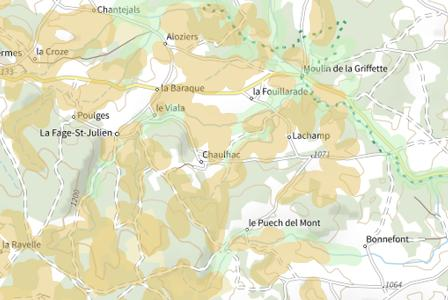 Chantejals
Aloziers
ermes
la Croze
133
Moulin de la Griffette
la Baraque
la Fouillarade
le Viala
Poulges
La Fage-St-Julien
Lachamp
Chaulhac
1071
1200
le Puech del Mont
Bonnefont
la Ravelle
1064